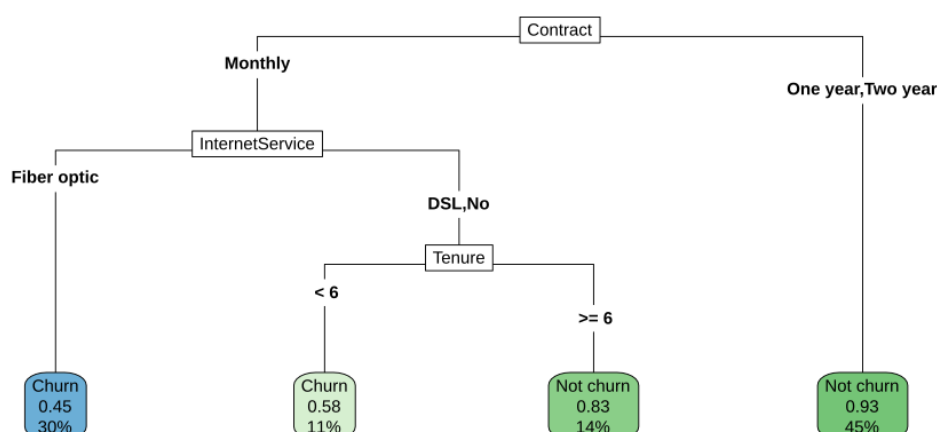 Contract
Monthly
One year,Two year
InternetService
Fiber optic
DSL,No
Tenure
< 6
>= 6
Churn
0.45
30%
Churn
0.58
11%
Not churn
0.83
14%
Not churn
0.93
45%